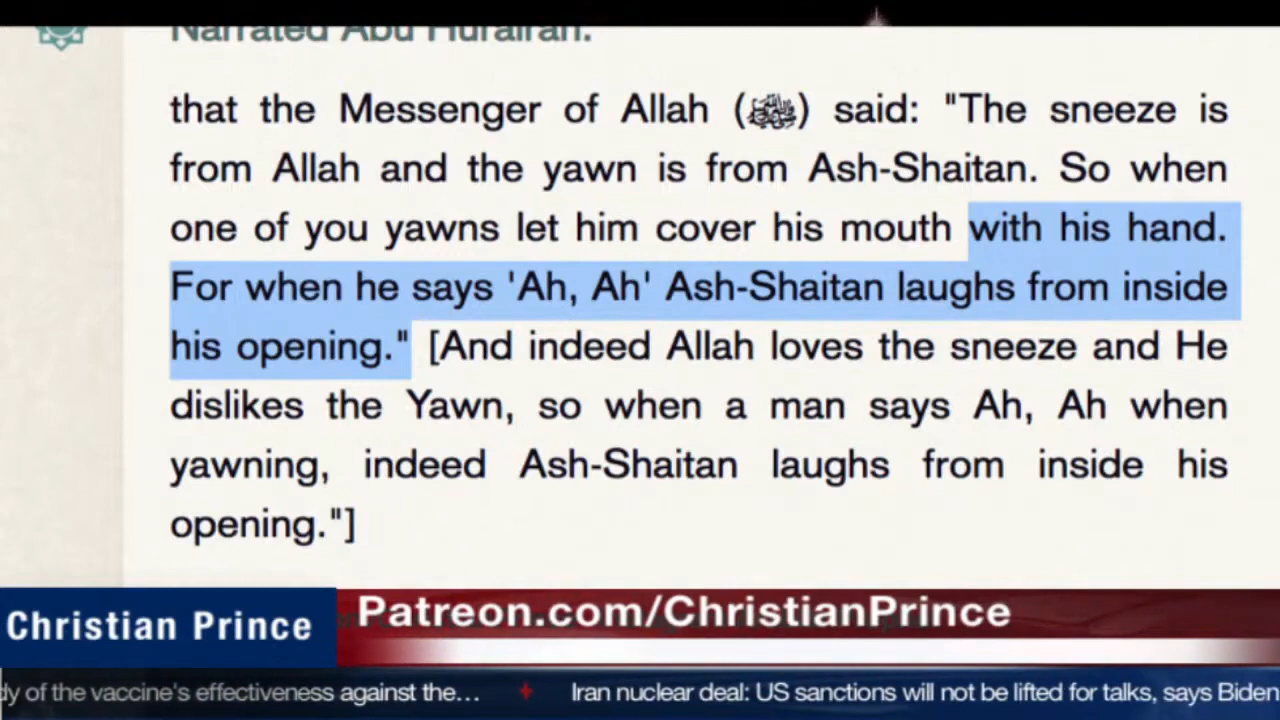 Narrated Abu Hurairah:
that the Messenger of Allah (ﷺ) said: "The sneeze is
from Allah and the yawn is from Ash-Shaitan. So when
one of you yawns let him cover his mouth with his hand.
For when he says 'Ah, Ah' Ash-Shaitan laughs from inside
his opening." [And indeed Allah loves the sneeze and He
dislikes the Yawn, so when a man says Ah, Ah when
yawning, indeed Ash-Shaitan laughs from inside his
opening."]
Christian Prince
Patreon.com/ChristianPrince
dy of the vaccine's effectiveness against the...
Iran nuclear deal: US sanctions will not be lifted for talks, says Biden